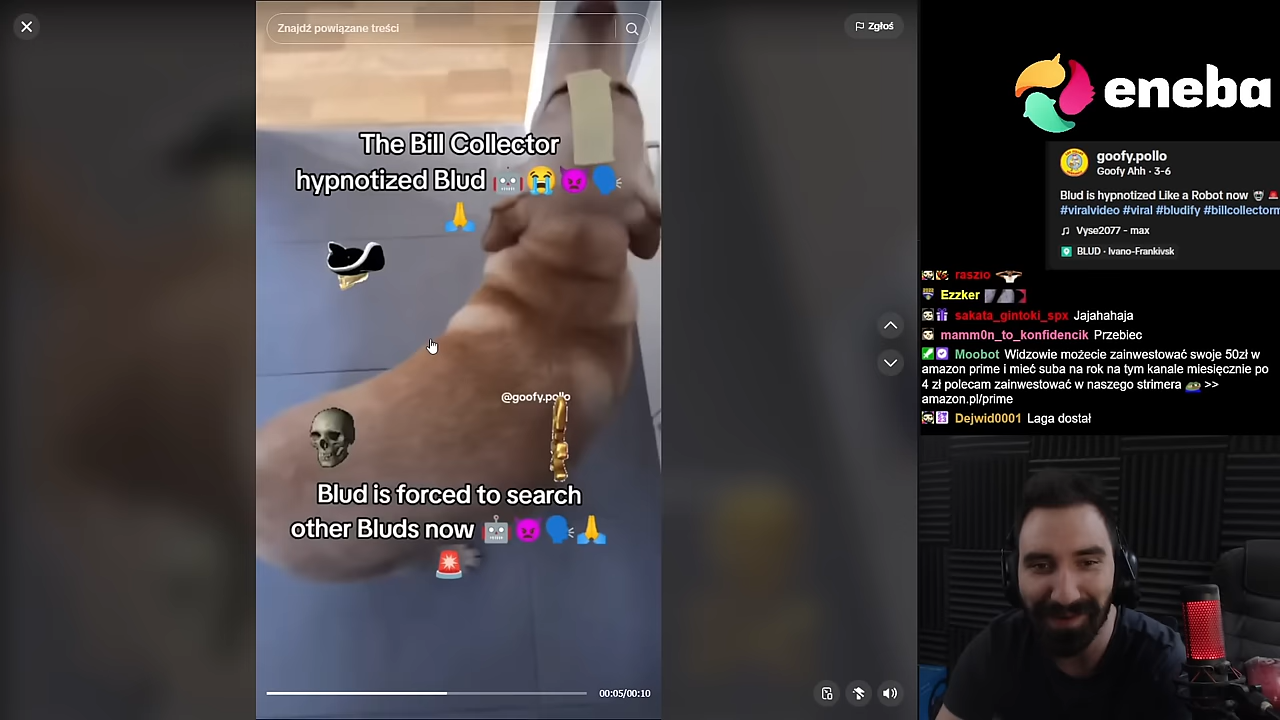 Znajdź powiązane treści
Zgłoś
The Bill Collector
hypnotized Blud 🤖😭😈🗣️
🙏
@goofy.pollo
Blud is forced to search
other Bluds now 🤖😈🗣️🙏
🚨
00:05/00:10
eneba
goofy.pollo
Goofy Ahh · 3-6
Blud is hypnotized Like a Robot now 💀🚨
#viralvideo #viral #bludify #billcollectorm
♫ Vyse2077 - max
BLUD · Ivano-Frankivsk
raszlo
Ezzker
sakata_gintoki_spx Jajahahaja
mamm0n_to_konfidencik Przebiec
Moobot Widzowie możecie zainwestować swoje 50zł w
amazon prime i mieć suba na rok na tym kanale miesięcznie po
4 zł polecam zainwestować w naszego strimera >>
amazon.pl/prime
Dejwid0001 Laga dostał